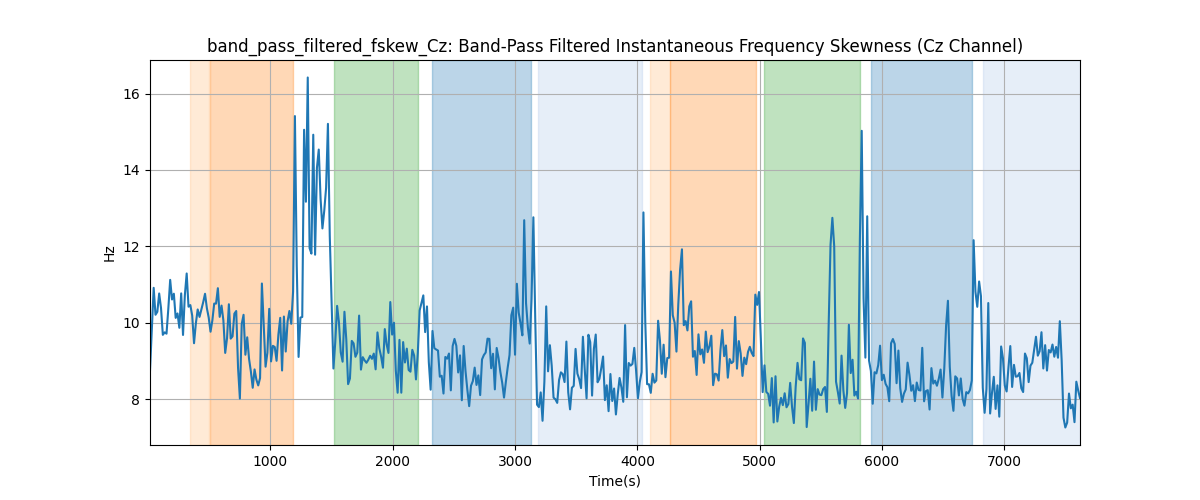 band_pass_filtered_fskew_Cz: Band-Pass Filtered Instantaneous Frequency Skewness (Cz Channel)
16
14
12
10
8
Hz
1000 2000 3000 4000 5000 6000 7000
Time(s)